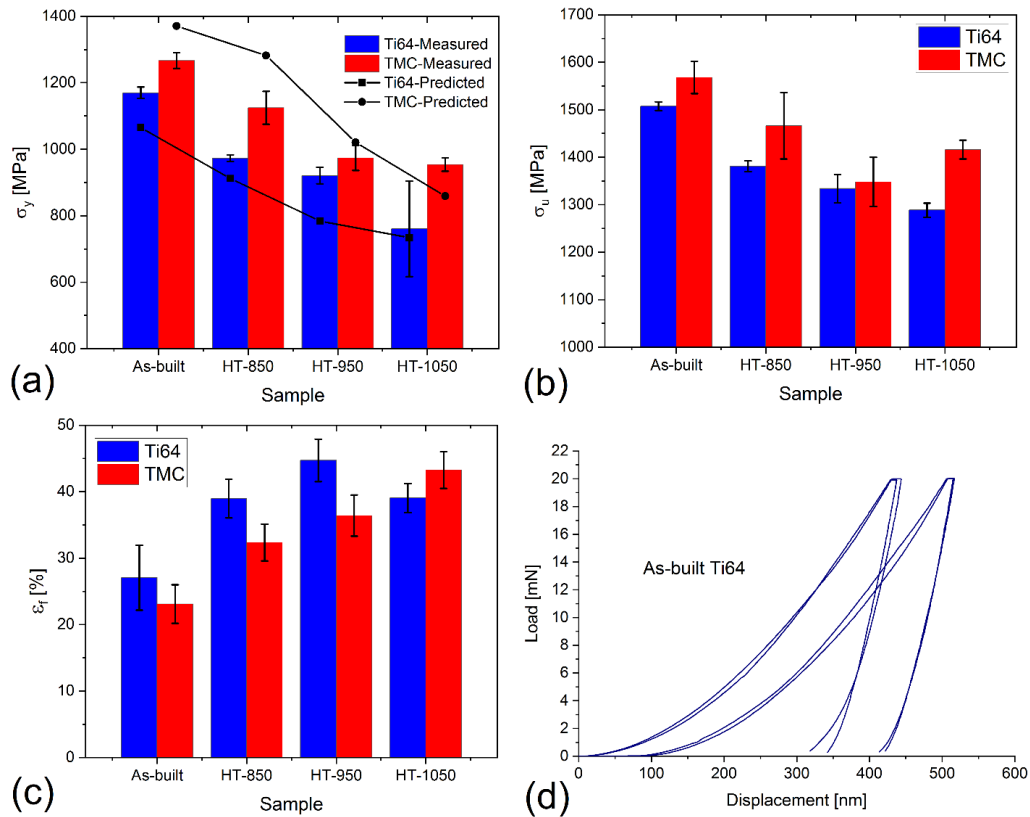 1400
1200
1000
800
600
400
σy [MPa]
Ti64-Measured
TMC-Measured
Ti64-Predicted
TMC-Predicted
As-built HT-850 HT-950 HT-1050
Sample
(a)
1700
1600
1500
1400
1300
1200
1100
1000
σu [MPa]
Ti64
TMC
As-built HT-850 HT-950 HT-1050
Sample
(b)
50
40
30
20
10
0
εf [%]
Ti64
TMC
As-built HT-850 HT-950 HT-1050
Sample
(c)
22
20
18
16
14
12
10
8
6
4
2
0
Load [mN]
As-built Ti64
0 100 200 300 400 500 600
Displacement [nm]
(d)